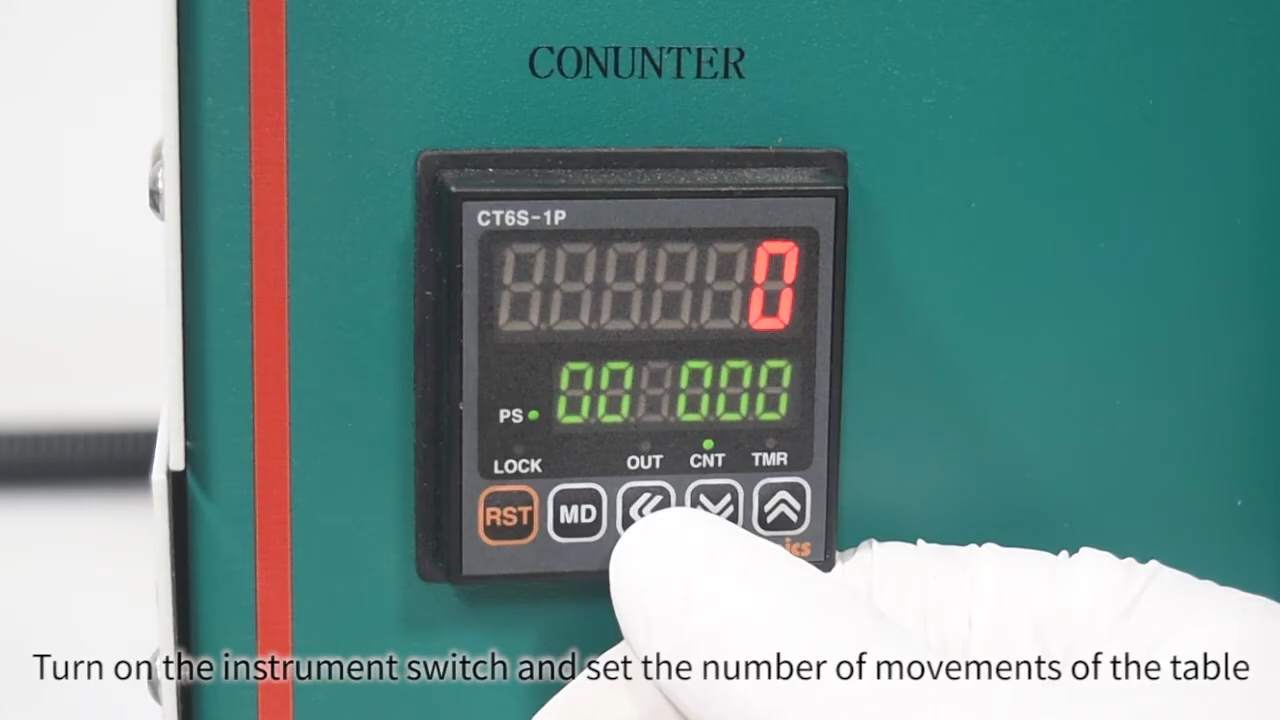 CONUNTER
CT6S-1P
0
00 000
PS
LOCK OUT CNT TMR
RST MD
ics
Turn on the instrument switch and set the number of movements of the table